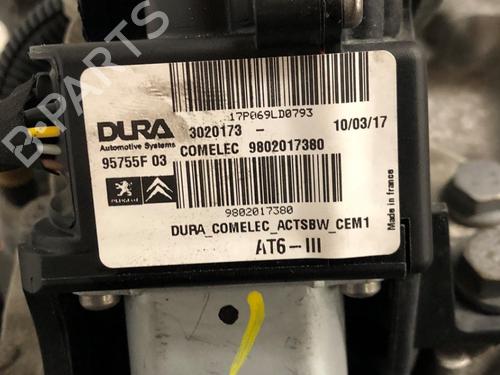 17P069LD0793
DURA
Automotive Systems
3020173 -
10/03/17
95755F 03
COMELEC 9802017380
PEUGEOT
9802017380
DURA_COMELEC_ACTSBW_CEM1
AT6-III
Made in france